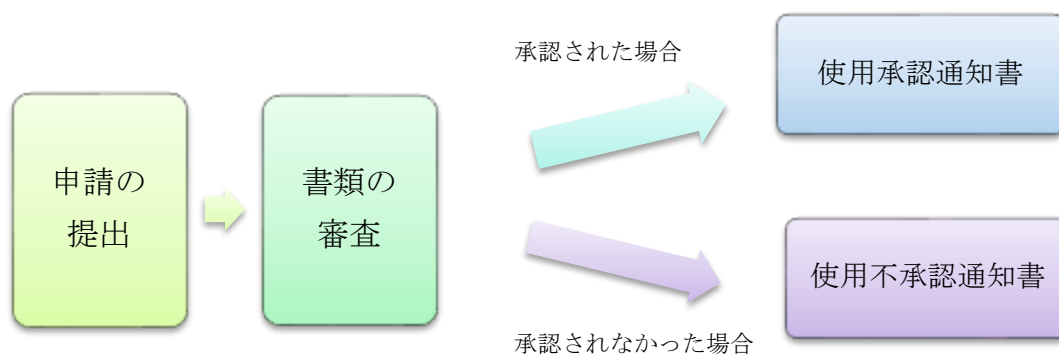 申請の
提出
書類の
審査
承認された場合
使用承認通知書
使用不承認通知書
承認されなかった場合